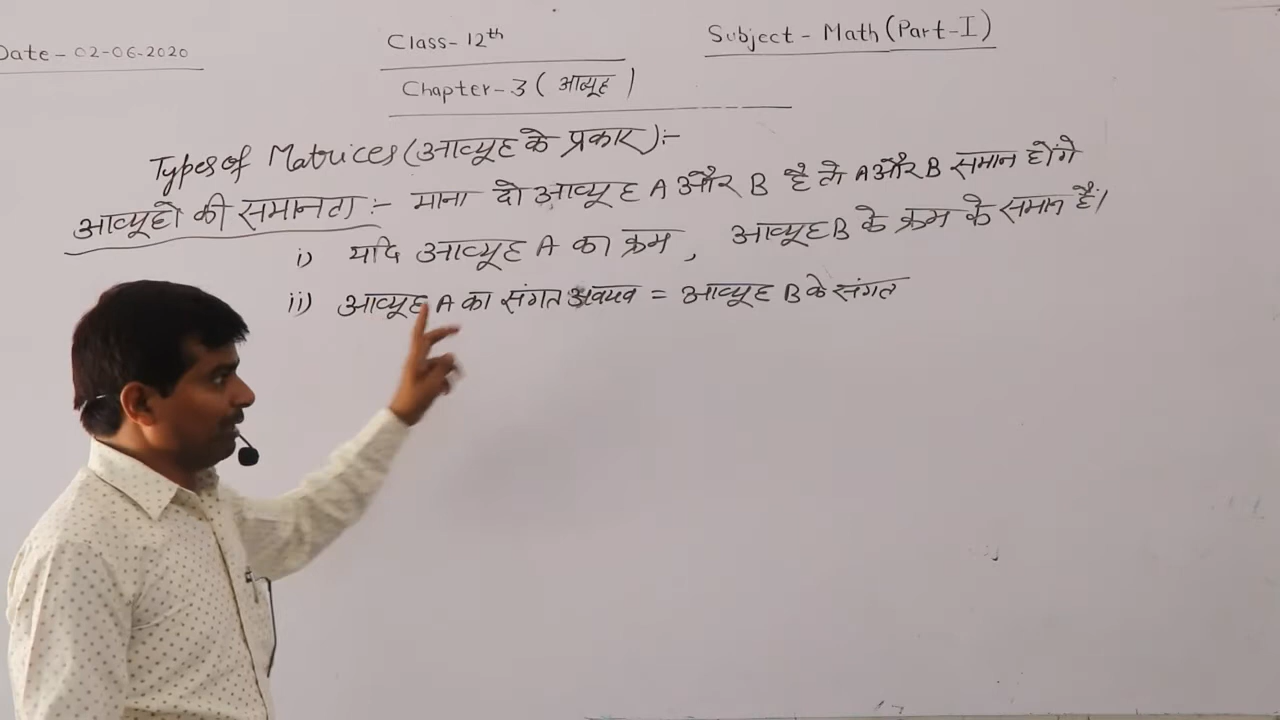 Date - 02-06-2020
Class- 12th
Subject - Math (Part-I)
Chapter-3 ( आव्यूह )
Types of Matrices (आव्यूह के प्रकार):-
आव्यूहो की समानता :- माना दो आव्यूह A और B है तो A और B समान होंगे
i) यदि आव्यूह A का क्रम , आव्यूह B के क्रम के समान हैं।
ii) आव्यूह A का संगत अवयव = आव्यूह B के संगत